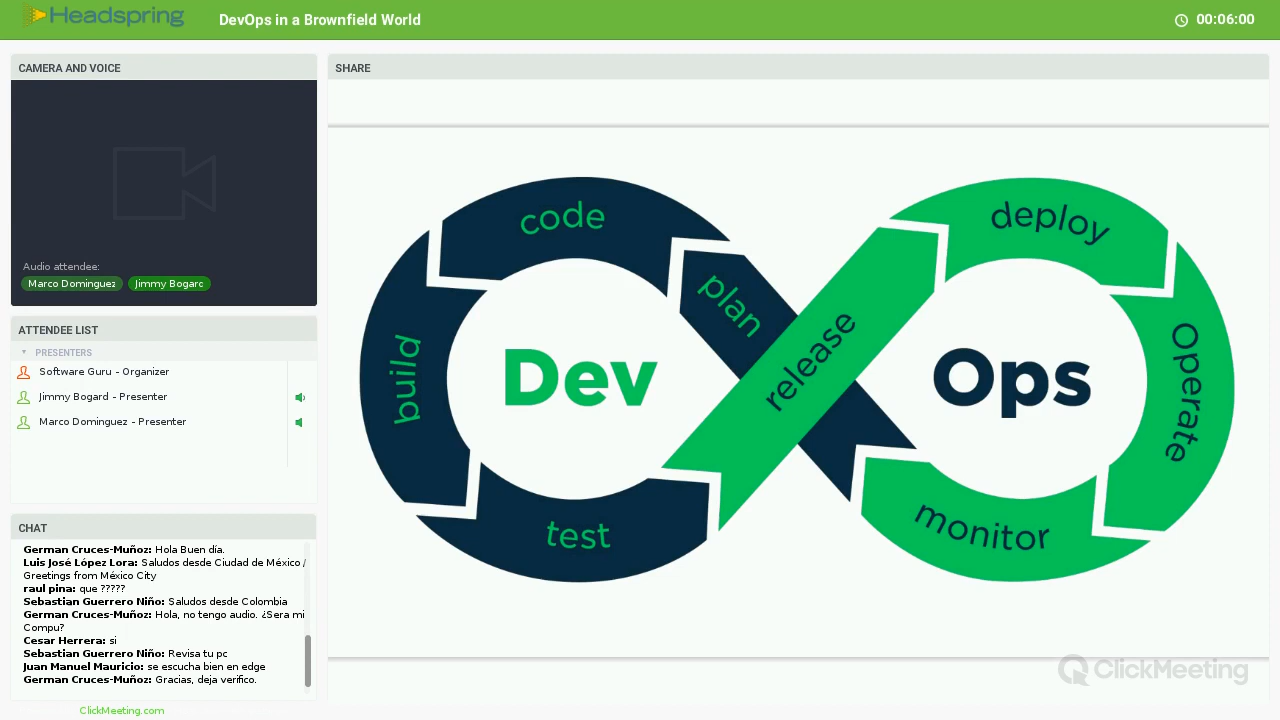 Headspring
DevOps in a Brownfield World
00:06:00
CAMERA AND VOICE
Audio attendee:
Marco Dominguez
Jimmy Bogard
ATTENDEE LIST
PRESENTERS
Software Guru - Organizer
Jimmy Bogard - Presenter
Marco Dominguez - Presenter
CHAT
German Cruces-Muñoz: Hola Buen día.
Luis José López Lora: Saludos desde Ciudad de México /
Greetings from México City
raul pina: que ?????
Sebastian Guerrero Niño: Saludos desde Colombia
German Cruces-Muñoz: Hola, no tengo audio. ¿Sera mi
Compu?
Cesar Herrera: si
Sebastian Guerrero Niño: Revisa tu pc
Juan Manuel Mauricio: se escucha bien en edge
German Cruces-Muñoz: Gracias, deja verifico.
ClickMeeting.com
SHARE
code
plan
build
test
Dev
release
deploy
Operate
monitor
Ops
ClickMeeting